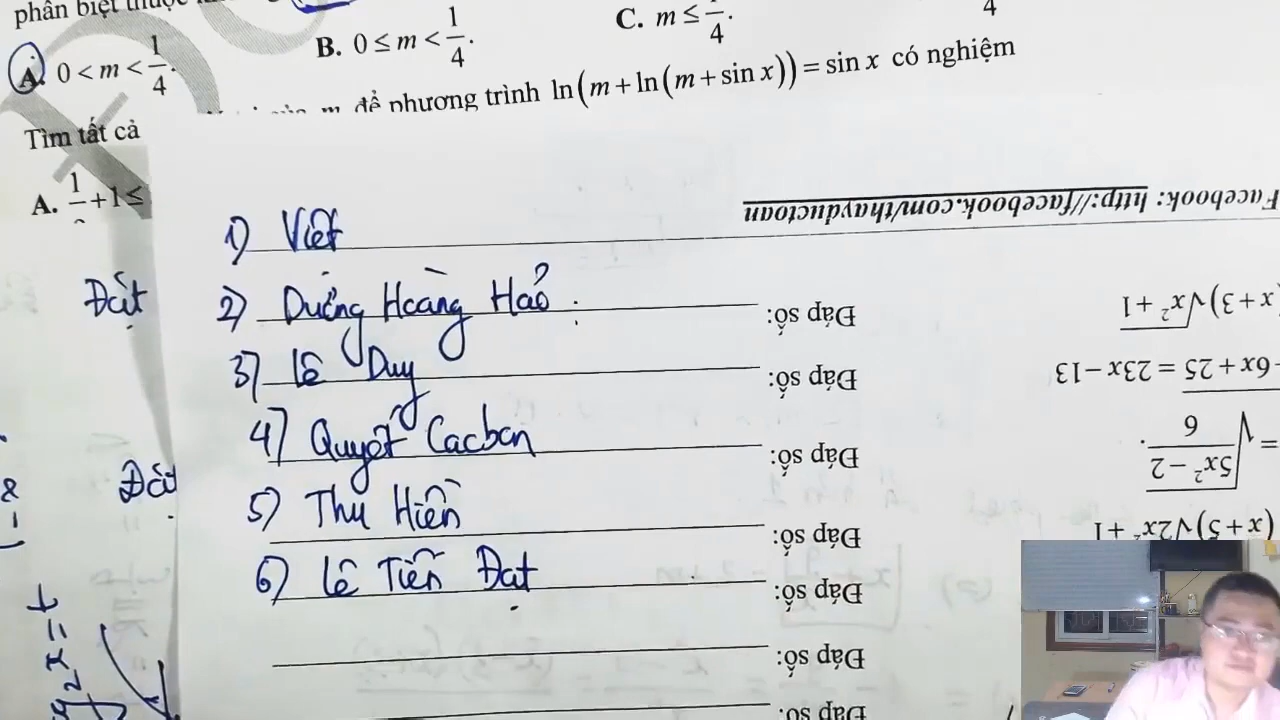 phân biệt thuộc
A. 0 < m < 1/4.
B. 0 ≤ m < 1/4.
C. m ≤ 1/4.
4
m để phương trình ln(m + ln(m + sin x)) = sin x có nghiệm
Tìm tất cả
A. 1/ +1 ≤
Facebook: http://facebook.com/thayductoan
1) Việt
2) Dương Hoàng Hảo :
3) Lê Duy
4) Quyết Cacbon
5) Thu Hiền
6) Lê Tiến Đạt
Đặt
Đặt
Đáp số:
Đáp số:
Đáp số:
Đáp số:
Đáp số:
Đáp số:
Đáp số:
(x + 3)√x² + 1
6x + 25 = 23x − 13
= √5x² − 2/6.
(x + 5)√2x² + 1